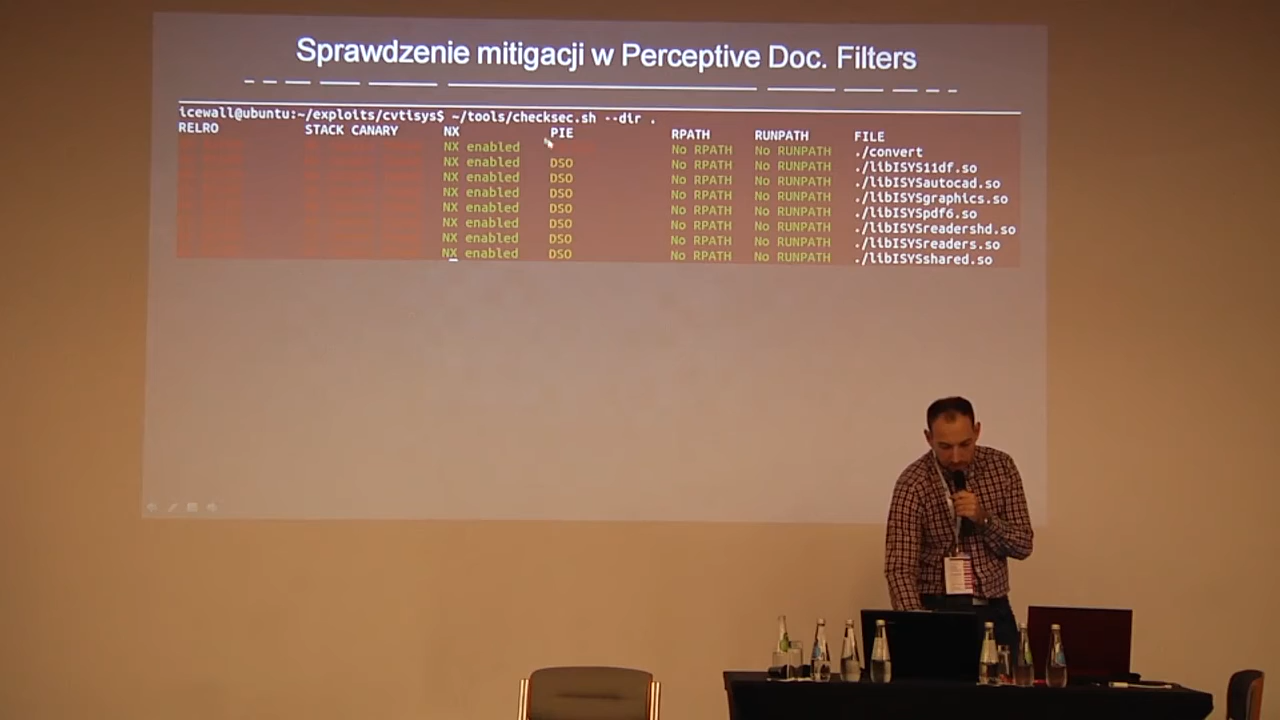 Sprawdzenie mitigacji w Perceptive Doc. Filters
icewall@ubuntu:~/exploits/cvtisys$ ~/tools/checksec.sh --dir .
RELRO STACK CANARY NX PIE RPATH RUNPATH FILE
NX enabled No RPATH No RUNPATH ./convert
NX enabled DSO No RPATH No RUNPATH ./libISYS11df.so
NX enabled DSO No RPATH No RUNPATH ./libISYSautocad.so
NX enabled DSO No RPATH No RUNPATH ./libISYSgraphics.so
NX enabled DSO No RPATH No RUNPATH ./libISYSpdf6.so
NX enabled DSO No RPATH No RUNPATH ./libISYSreadershd.so
NX enabled DSO No RPATH No RUNPATH ./libISYSreaders.so
NX enabled DSO No RPATH No RUNPATH ./libISYSshared.so